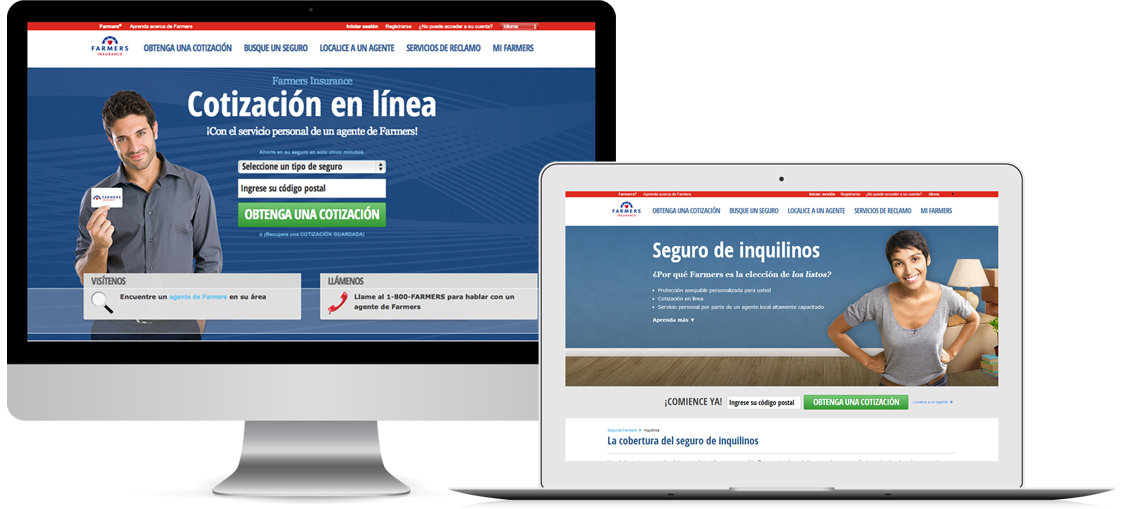 Farmers® Aprenda acerca de Farmers Iniciar sesión Registrarse ¿No puede acceder a su cuenta? Idioma
FARMERS
INSURANCE
OBTENGA UNA COTIZACIÓN BUSQUE UN SEGURO LOCALICE A UN AGENTE SERVICIOS DE RECLAMO MI FARMERS
Farmers Insurance
Cotización en línea
¡Con el servicio personal de un agente de Farmers!
Ahorre en su seguro en sólo cinco minutos.
Seleccione un tipo de seguro
Ingrese su código postal
OBTENGA UNA COTIZACIÓN
o ¡Recupere una COTIZACIÓN GUARDADA!
FARMERS
VISÍTENOS
Encuentre un agente de Farmers en su área
LLÁMENOS
Llame al 1-800-FARMERS para hablar con un
agente de Farmers
Farmers® Aprenda acerca de Farmers Iniciar sesión Registrarse ¿No puede acceder a su cuenta? Idioma
FARMERS
INSURANCE
OBTENGA UNA COTIZACIÓN BUSQUE UN SEGURO LOCALICE A UN AGENTE SERVICIOS DE RECLAMO MI FARMERS
Seguro de inquilinos
¿Por qué Farmers es la elección de los listos?
• Protección asequible personalizada para usted
• Cotización en línea
• Servicio personal por parte de un agente local altamente capacitado
Aprenda más ▼
¡COMIENCE YA! Ingrese su código postal OBTENGA UNA COTIZACIÓN Localice a un agente ►
Seguros Farmers ► Inquilinos
La cobertura del seguro de inquilinos